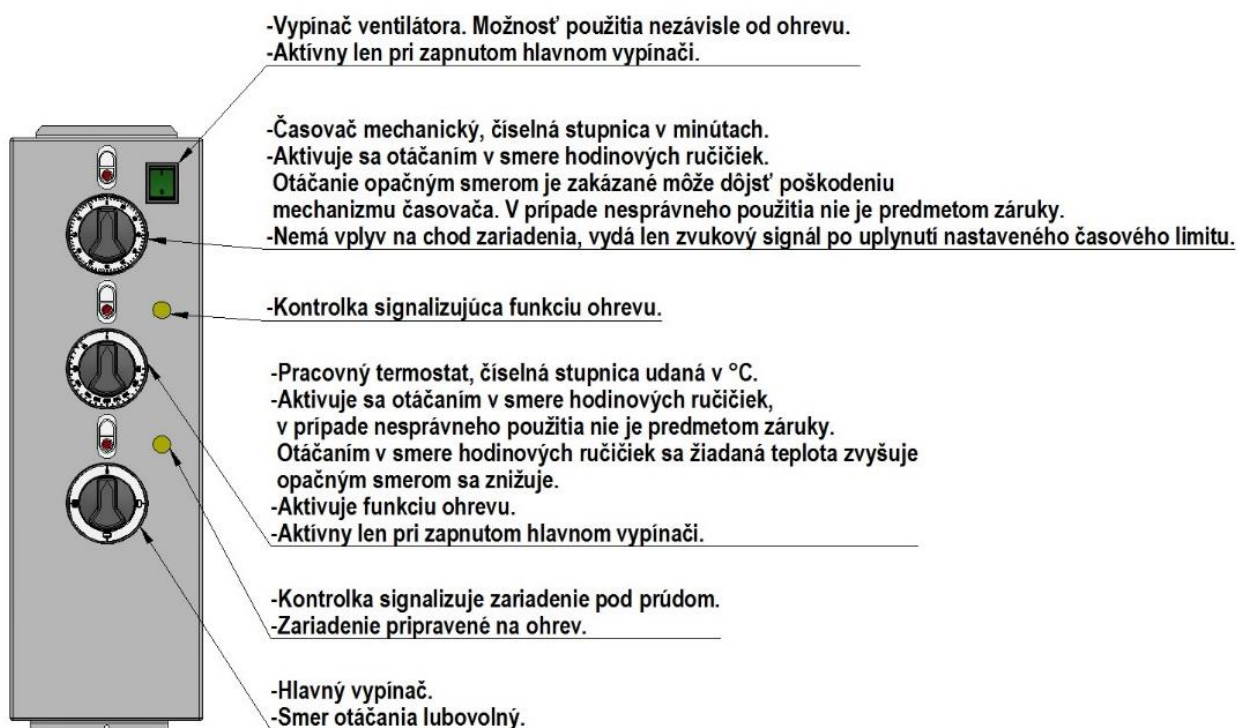 -Vypínač ventilátora. Možnosť použitia nezávisle od ohrevu.
-Aktívny len pri zapnutom hlavnom vypínači.
-Časovač mechanický, číselná stupnica v minútach.
-Aktivuje sa otáčaním v smere hodinových ručičiek.
Otáčanie opačným smerom je zakázané môže dôjsť poškodeniu
mechanizmu časovača. V prípade nesprávneho použitia nie je predmetom záruky.
-Nemá vplyv na chod zariadenia, vydá len zvukový signál po uplynutí nastaveného časového limitu.
-Kontrolka signalizujúca funkciu ohrevu.
-Pracovný termostat, číselná stupnica udaná v °C.
-Aktivuje sa otáčaním v smere hodinových ručičiek,
v prípade nesprávneho použitia nie je predmetom záruky.
Otáčaním v smere hodinových ručičiek sa žiadaná teplota zvyšuje
opačným smerom sa znižuje.
-Aktivuje funkciu ohrevu.
-Aktívny len pri zapnutom hlavnom vypínači.
-Kontrolka signalizuje zariadenie pod prúdom.
-Zariadenie pripravené na ohrev.
-Hlavný vypínač.
-Smer otáčania lubovolný.